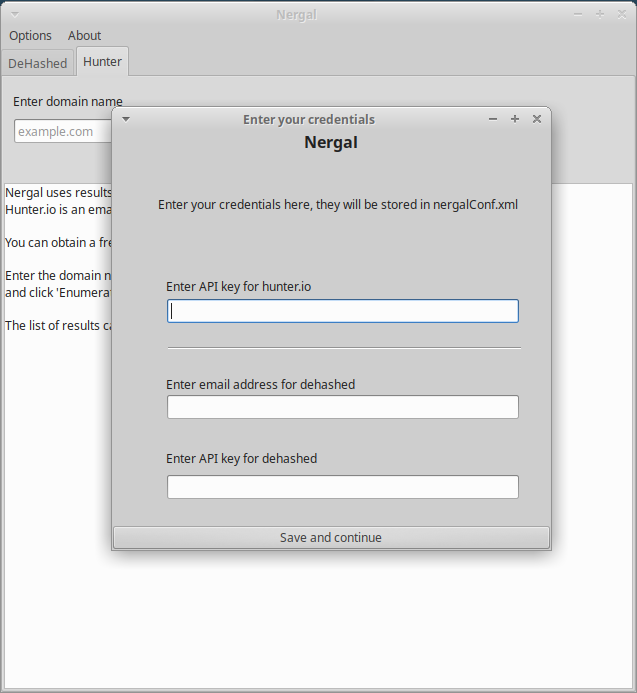 Nergal
Options About
DeHashed Hunter
Enter domain name
example.com
Nergal uses results
Hunter.io is an ema
You can obtain a fre
Enter the domain n
and click 'Enumera
The list of results ca
Enter your credentials
Nergal
Enter your credentials here, they will be stored in nergalConf.xml
Enter API key for hunter.io
Enter email address for dehashed
Enter API key for dehashed
Save and continue